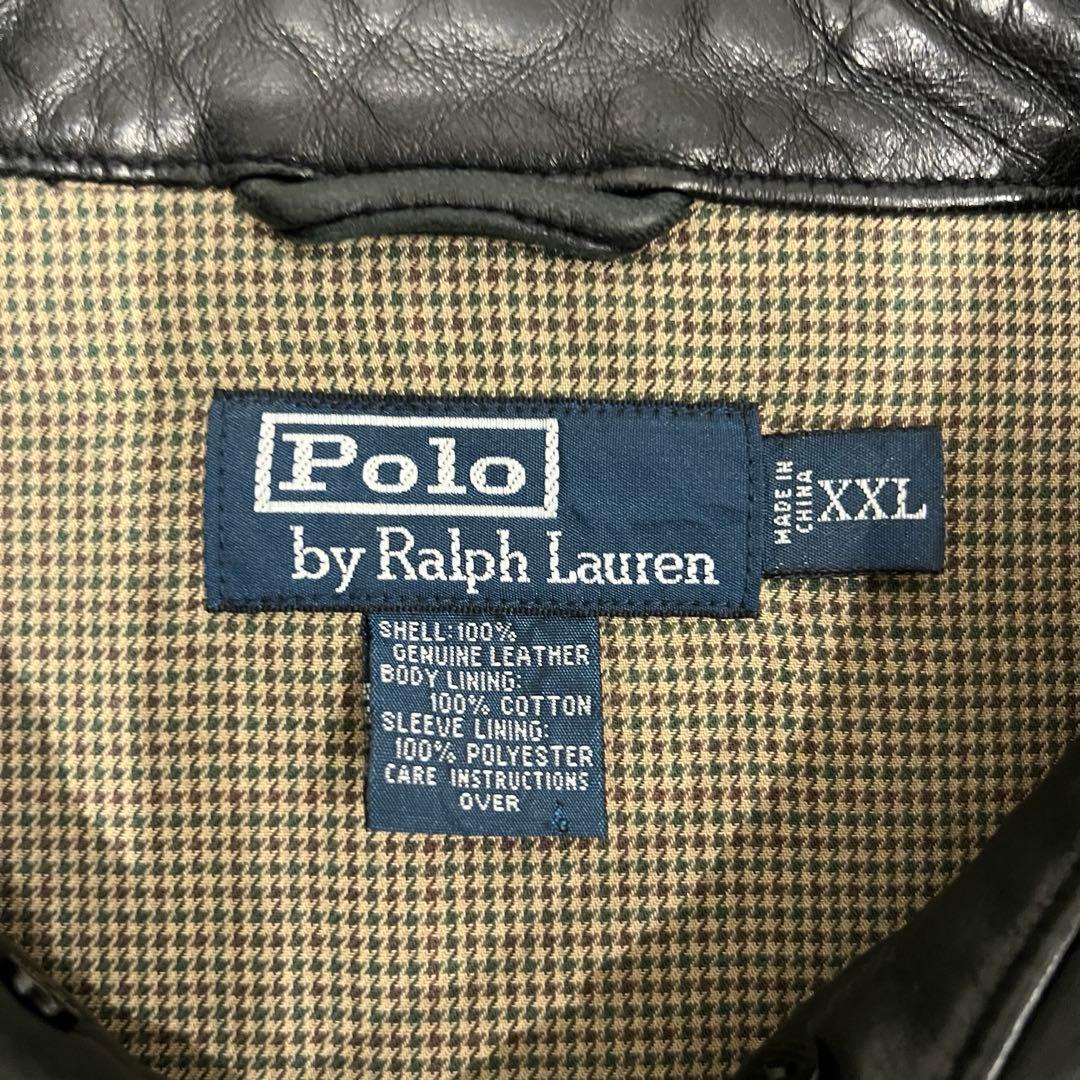 Polo
by Ralph Lauren
MADE IN
CHINA
XXL
SHELL: 100%
GENUINE LEATHER
BODY LINING:
100% COTTON
SLEEVE LINING:
100% POLYESTER
CARE INSTRUCTIONS
OVER